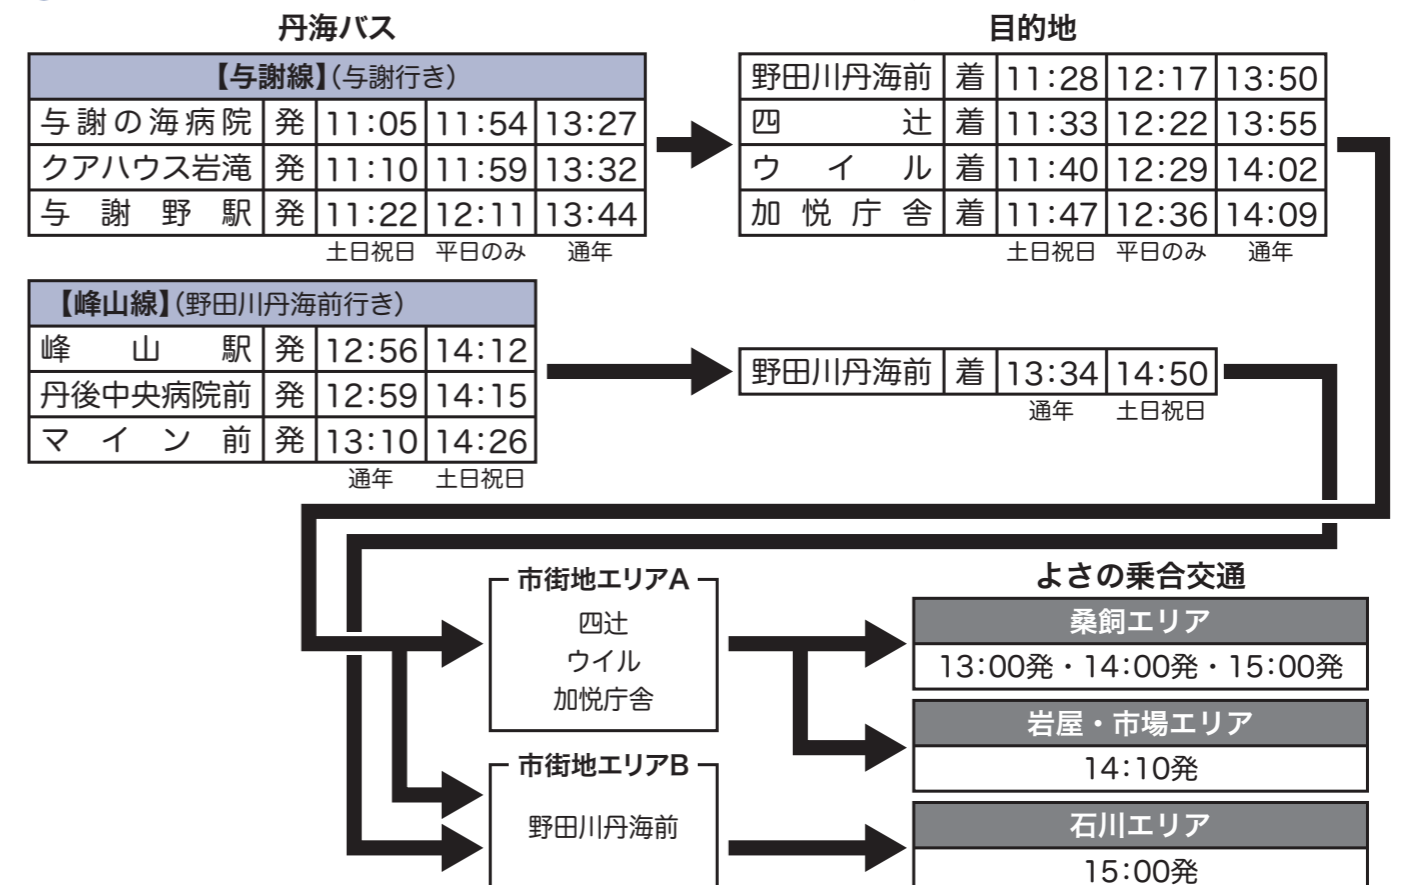 丹海バス
【与謝線】(与謝行き)
与謝の海病院 発 11:05 11:54 13:27
クアハウス岩滝 発 11:10 11:59 13:32
与謝野駅 発 11:22 12:11 13:44
土日祝日 平日のみ 通年
目的地
野田川丹海前 着 11:28 12:17 13:50
四辻 着 11:33 12:22 13:55
ウイル 着 11:40 12:29 14:02
加悦庁舎 着 11:47 12:36 14:09
土日祝日 平日のみ 通年
【峰山線】(野田川丹海前行き)
峰山駅 発 12:56 14:12
丹後中央病院前 発 12:59 14:15
マイン前 発 13:10 14:26
通年 土日祝日
野田川丹海前 着 13:34 14:50
通年 土日祝日
市街地エリアA
四辻
ウイル
加悦庁舎
市街地エリアB
野田川丹海前
よさの乗合交通
桑飼エリア
13:00発・14:00発・15:00発
岩屋・市場エリア
14:10発
石川エリア
15:00発